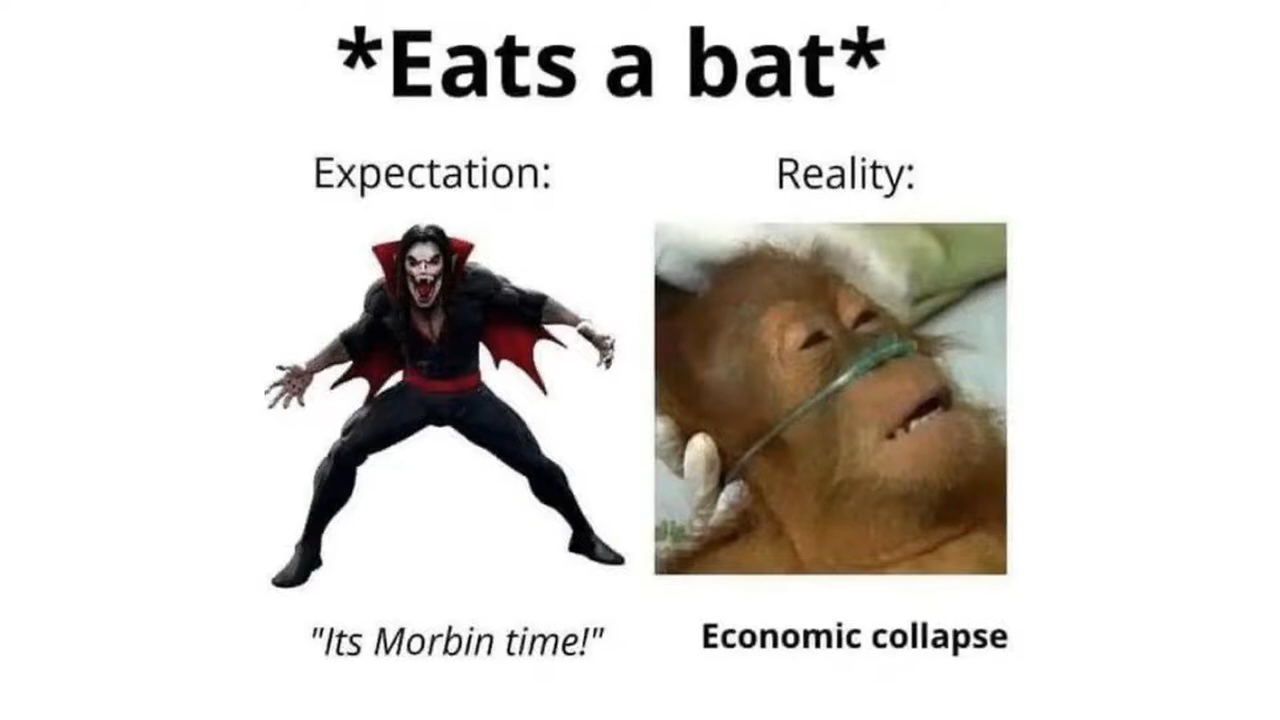 *Eats a bat*
Expectation:
Reality:
"Its Morbin time!"
Economic collapse